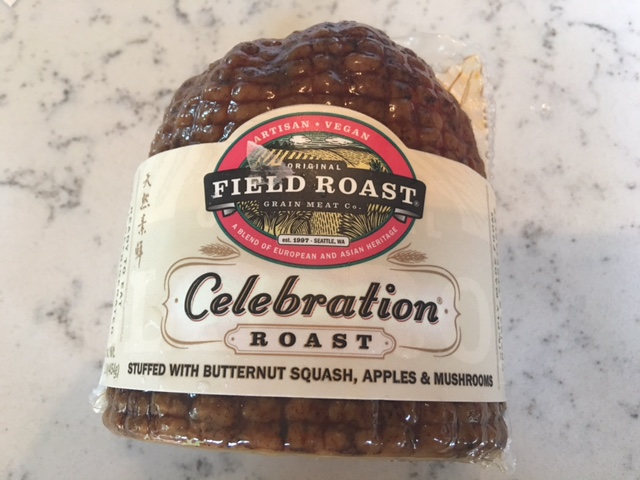 ARTISAN • VEGAN
ORIGINAL
FIELD ROAST®
GRAIN MEAT Co.
est. 1997 - SEATTLE, WA
A BLEND OF EUROPEAN AND ASIAN HERITAGE
Celebration®
ROAST
STUFFED WITH BUTTERNUT SQUASH, APPLES & MUSHROOMS